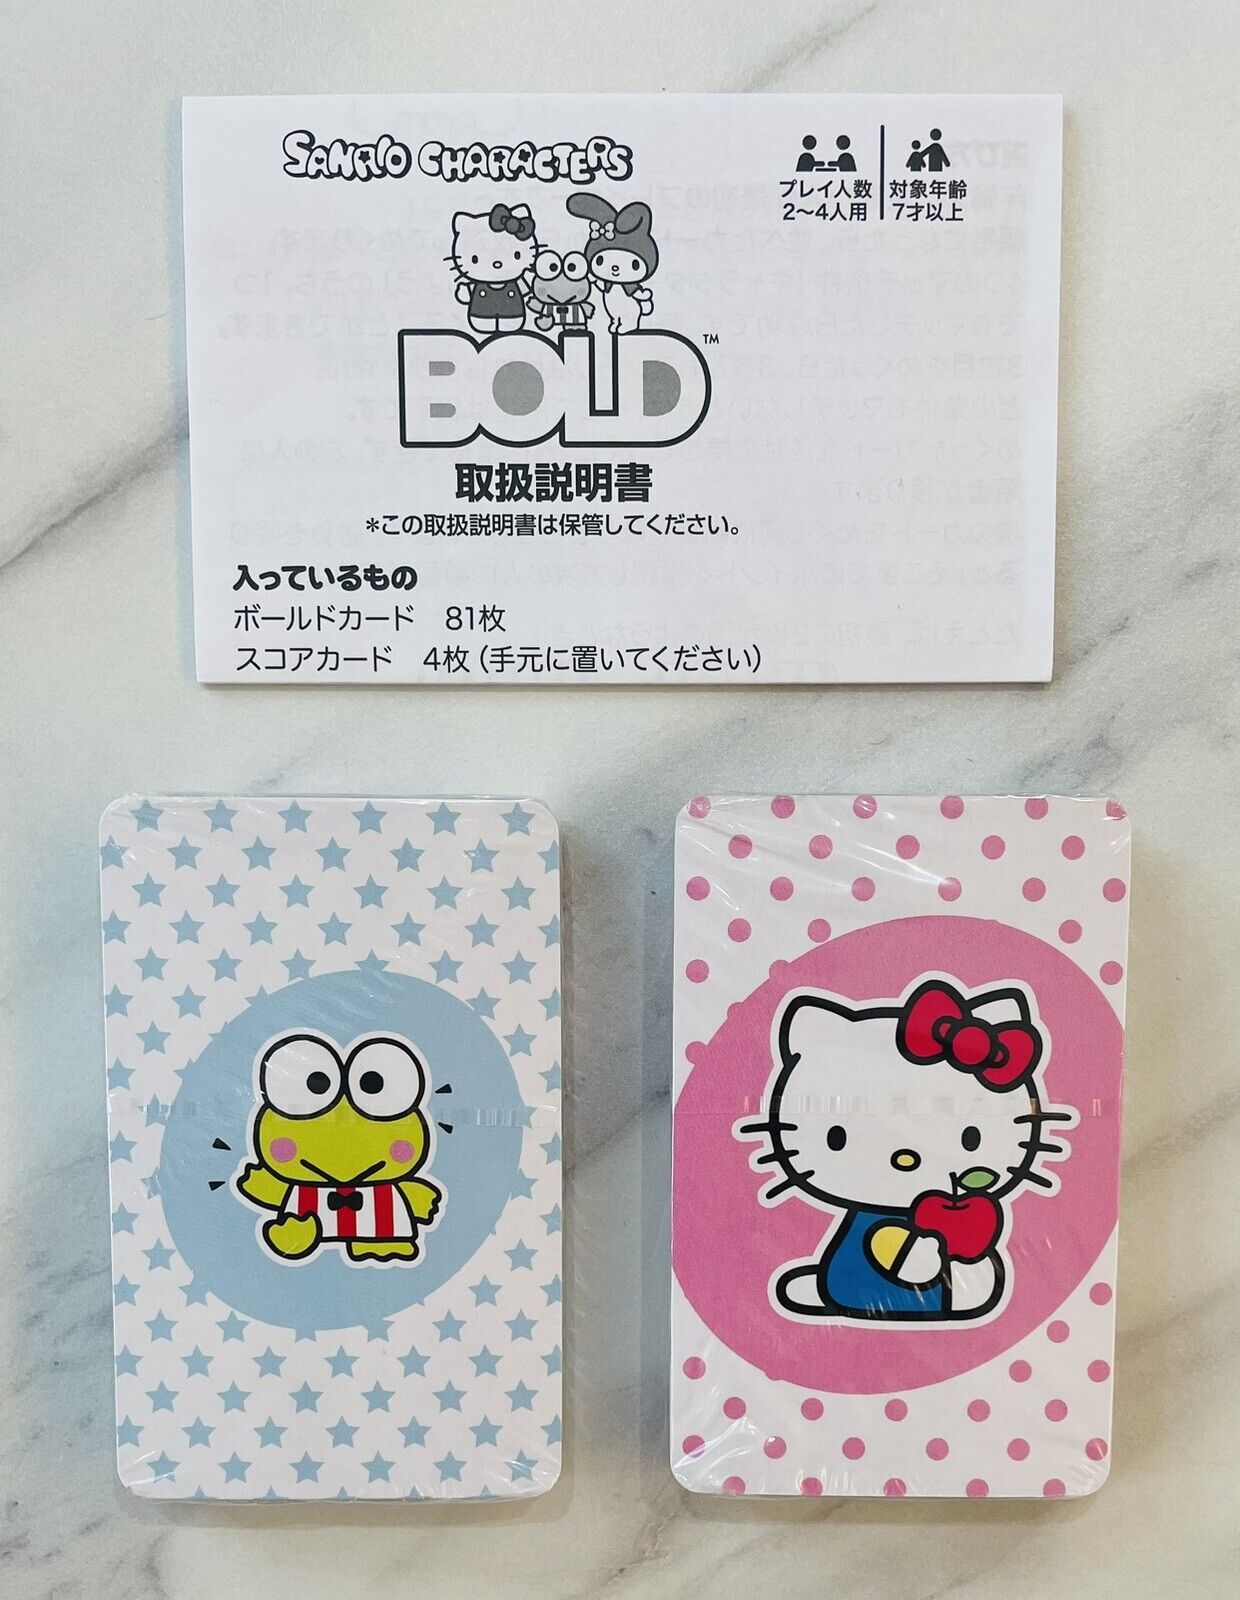 SANRIO CHARACTERS
プレイ人数
2〜4人用
対象年齢
7才以上
BOLD™
取扱説明書
*この取扱説明書は保管してください。
入っているもの
ボールドカード 81枚
スコアカード 4枚（手元に置いてください）